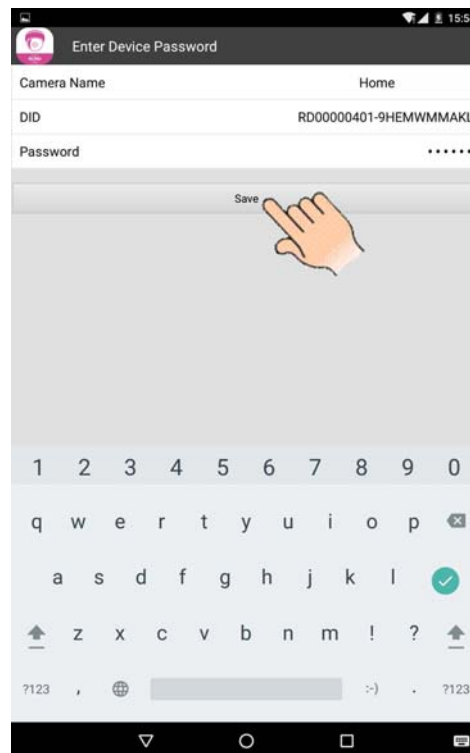 15:5
Enter Device Password
Camera Name Home
DID RD00000401-9HEMWMMAKL
Password ••••••
Save
1 2 3 4 5 6 7 8 9 0
q w e r t y u i o p
a s d f g h j k l
z x c v b n m ! ?
?123 , :-) . ?123